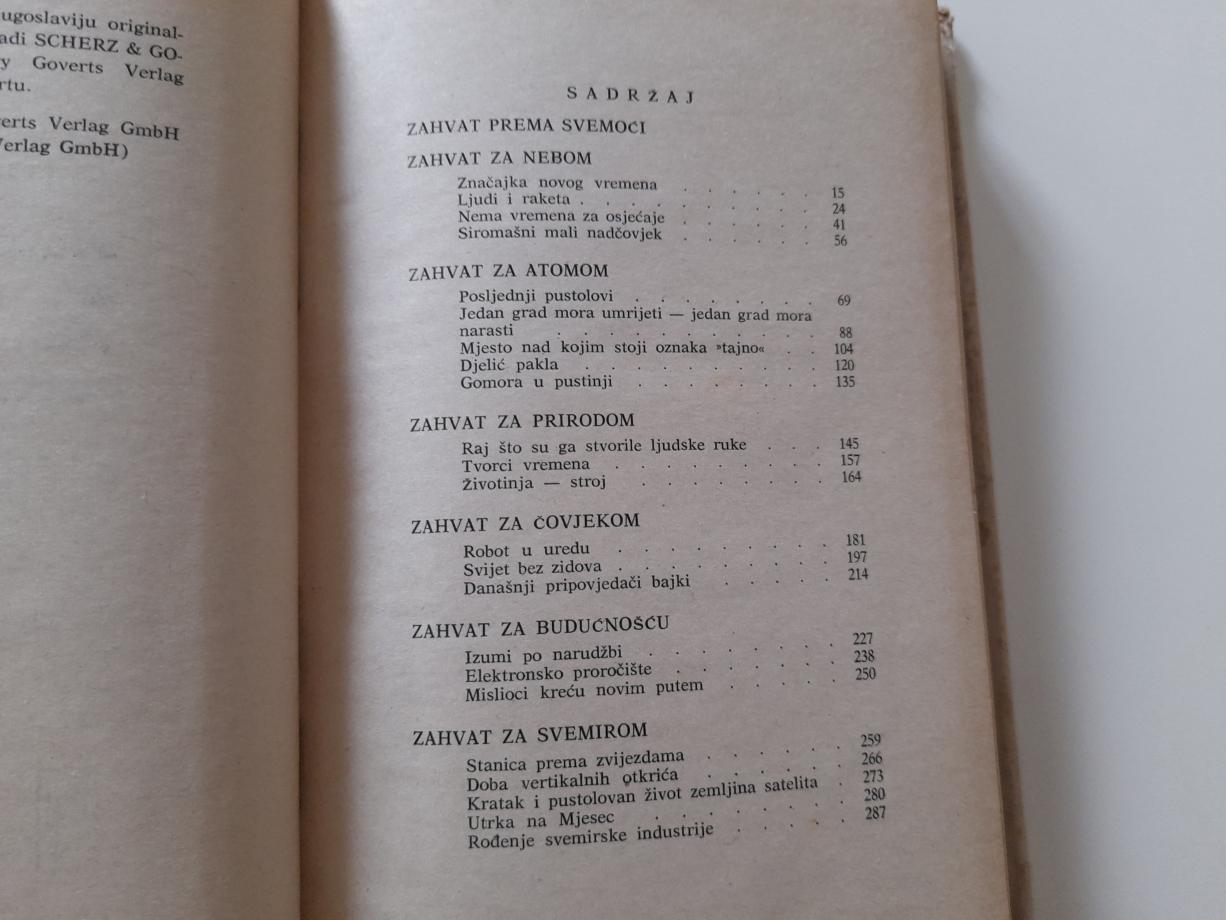 ugoslaviju original-
adi SCHERZ & GO-
y Goverts Verlag
rtu.
erts Verlag GmbH
Verlag GmbH)
SADRŽAJ
ZAHVAT PREMA SVEMOĆI
ZAHVAT ZA NEBOM
Značajka novog vremena . . . . . . 15
Ljudi i raketa . . . . . . . . . . 24
Nema vremena za osjećaje . . . . . . 41
Siromašni mali nadčovjek . . . . . . 56
ZAHVAT ZA ATOMOM
Posljednji pustolovi . . . . . . . . 69
Jedan grad mora umrijeti — jedan grad mora
narasti . . . . . . . . . . . 88
Mjesto nad kojim stoji oznaka »tajno« . . 104
Djelić pakla . . . . . . . . . . 120
Gomora u pustinji . . . . . . . . 135
ZAHVAT ZA PRIRODOM
Raj što su ga stvorile ljudske ruke . . . 145
Tvorci vremena . . . . . . . . . 157
Životinja — stroj . . . . . . . . 164
ZAHVAT ZA ČOVJEKOM
Robot u uredu . . . . . . . . . 181
Svijet bez zidova . . . . . . . . . 197
Današnji pripovjedači bajki . . . . . 214
ZAHVAT ZA BUDUĆNOŠĆU
Izumi po narudžbi . . . . . . . . 227
Elektronsko proročište . . . . . . . 238
Mislioci kreću novim putem . . . . . 250
ZAHVAT ZA SVEMIROM
Stanica prema zvijezdama . . . . . . 259
Doba vertikalnih otkrića . . . . . . 266
Kratak i pustolovan život zemljina satelita . 273
Utrka na Mjesec . . . . . . . . 280
Rođenje svemirske industrije . . . . . 287